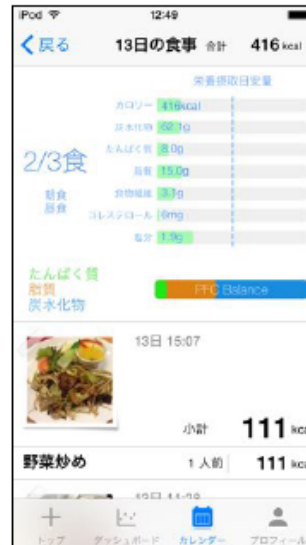 iPod 12:49
戻る 13日の食事 合計 416 kcal
栄養摂取目安量
カロリー 416kcal
炭水化物 62.1g
たんぱく質 8.0g
2/3食
脂質 15.0g
朝食
食物繊維 3.1g
昼食
コレステロール 6mg
塩分 1.9g
たんぱく質
脂質
炭水化物
PFC Balance
13日 15:07
小計 111 kc
野菜炒め 1 人前 111 kc
トップ ダッシュボード カレンダー プロフィール